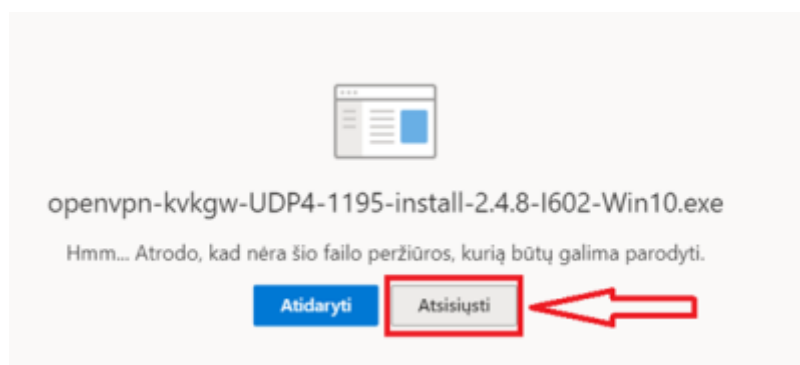 openvpn-kvkgw-UDP4-1195-install-2.4.8-I602-Win10.exe
Hmm... Atrodo, kad nėra šio failo peržiūros, kurią būtų galima parodyti.
Atidaryti Atsisiųsti